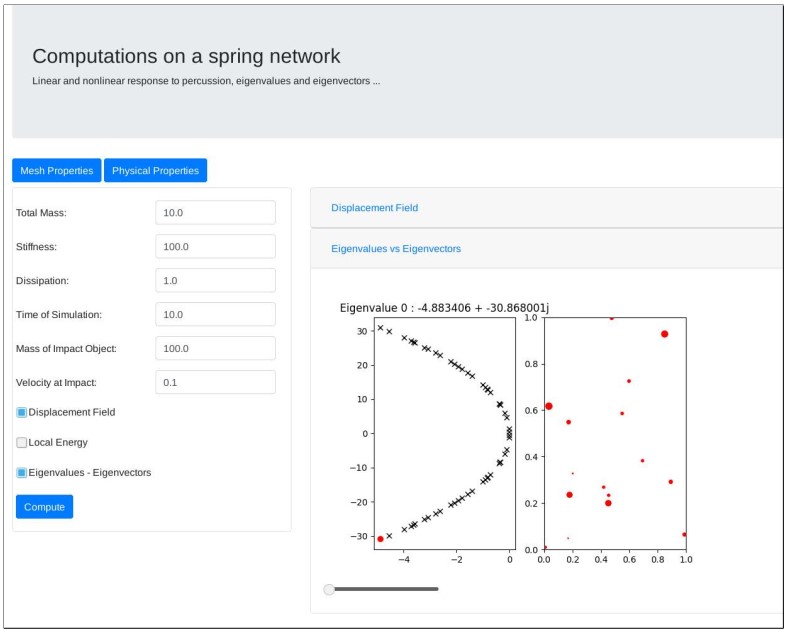 Computations on a spring network
Linear and nonlinear response to percussion, eigenvalues and eigenvectors ...
Mesh Properties
Physical Properties
Total Mass:
10.0
Stiffness:
100.0
Dissipation:
1.0
Time of Simulation:
10.0
Mass of Impact Object:
100.0
Velocity at Impact:
0.1
Displacement Field
Local Energy
Eigenvalues - Eigenvectors
Compute
Displacement Field
Eigenvalues vs Eigenvectors
Eigenvalue 0 : -4.883406 + -30.868001j
30
20
10
0
−10
−20
−30
−4
−2
0
1.0
0.8
0.6
0.4
0.2
0.0
0.0
0.2
0.4
0.6
0.8
1.0